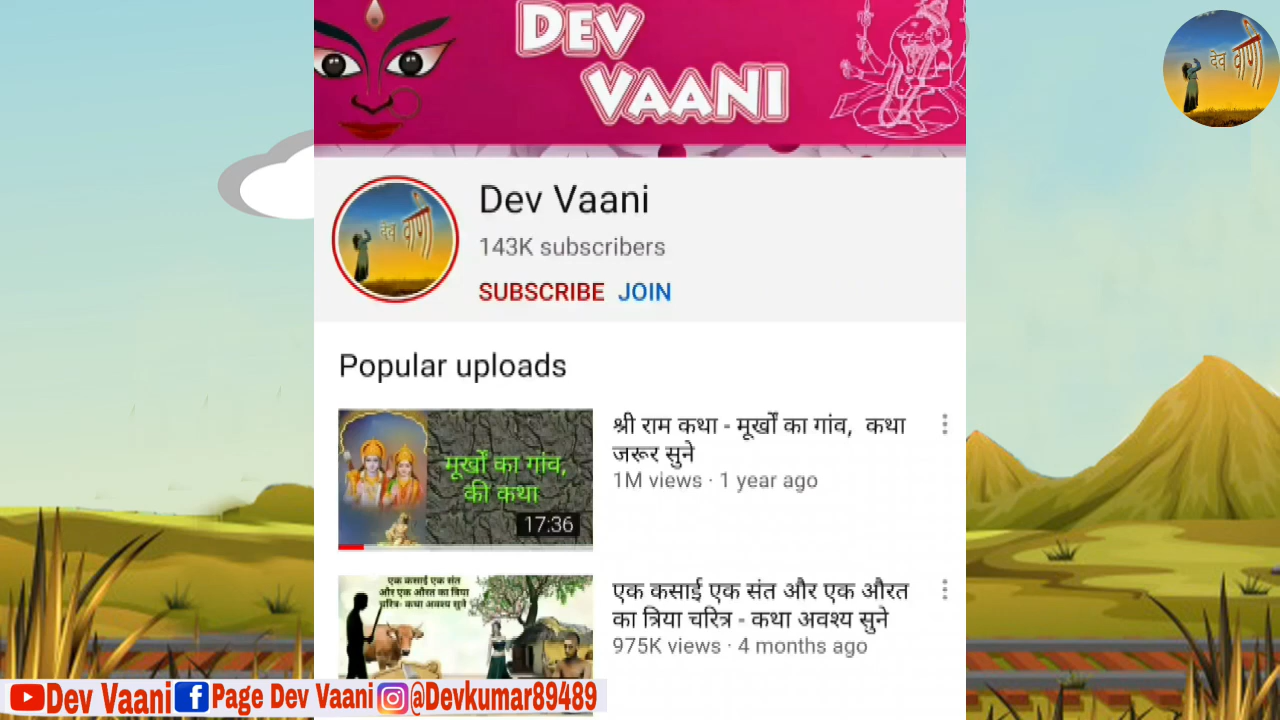 DEV
VAANI
देव वाणी
Dev Vaani
143K subscribers
SUBSCRIBE JOIN
देव वाणी
Popular uploads
श्री राम कथा - मूर्खों का गांव, कथा
जरूर सुने
1M views · 1 year ago
मूर्खों का गांव,
की कथा
17:36
एक कसाई एक संत और एक औरत
का त्रिया चरित्र - कथा अवश्य सुने
975K views · 4 months ago
एक कसाई एक संत
और एक औरत का त्रिया
चरित्र- कथा अवश्य सुने
Dev Vaani Page Dev Vaani @Devkumar89489